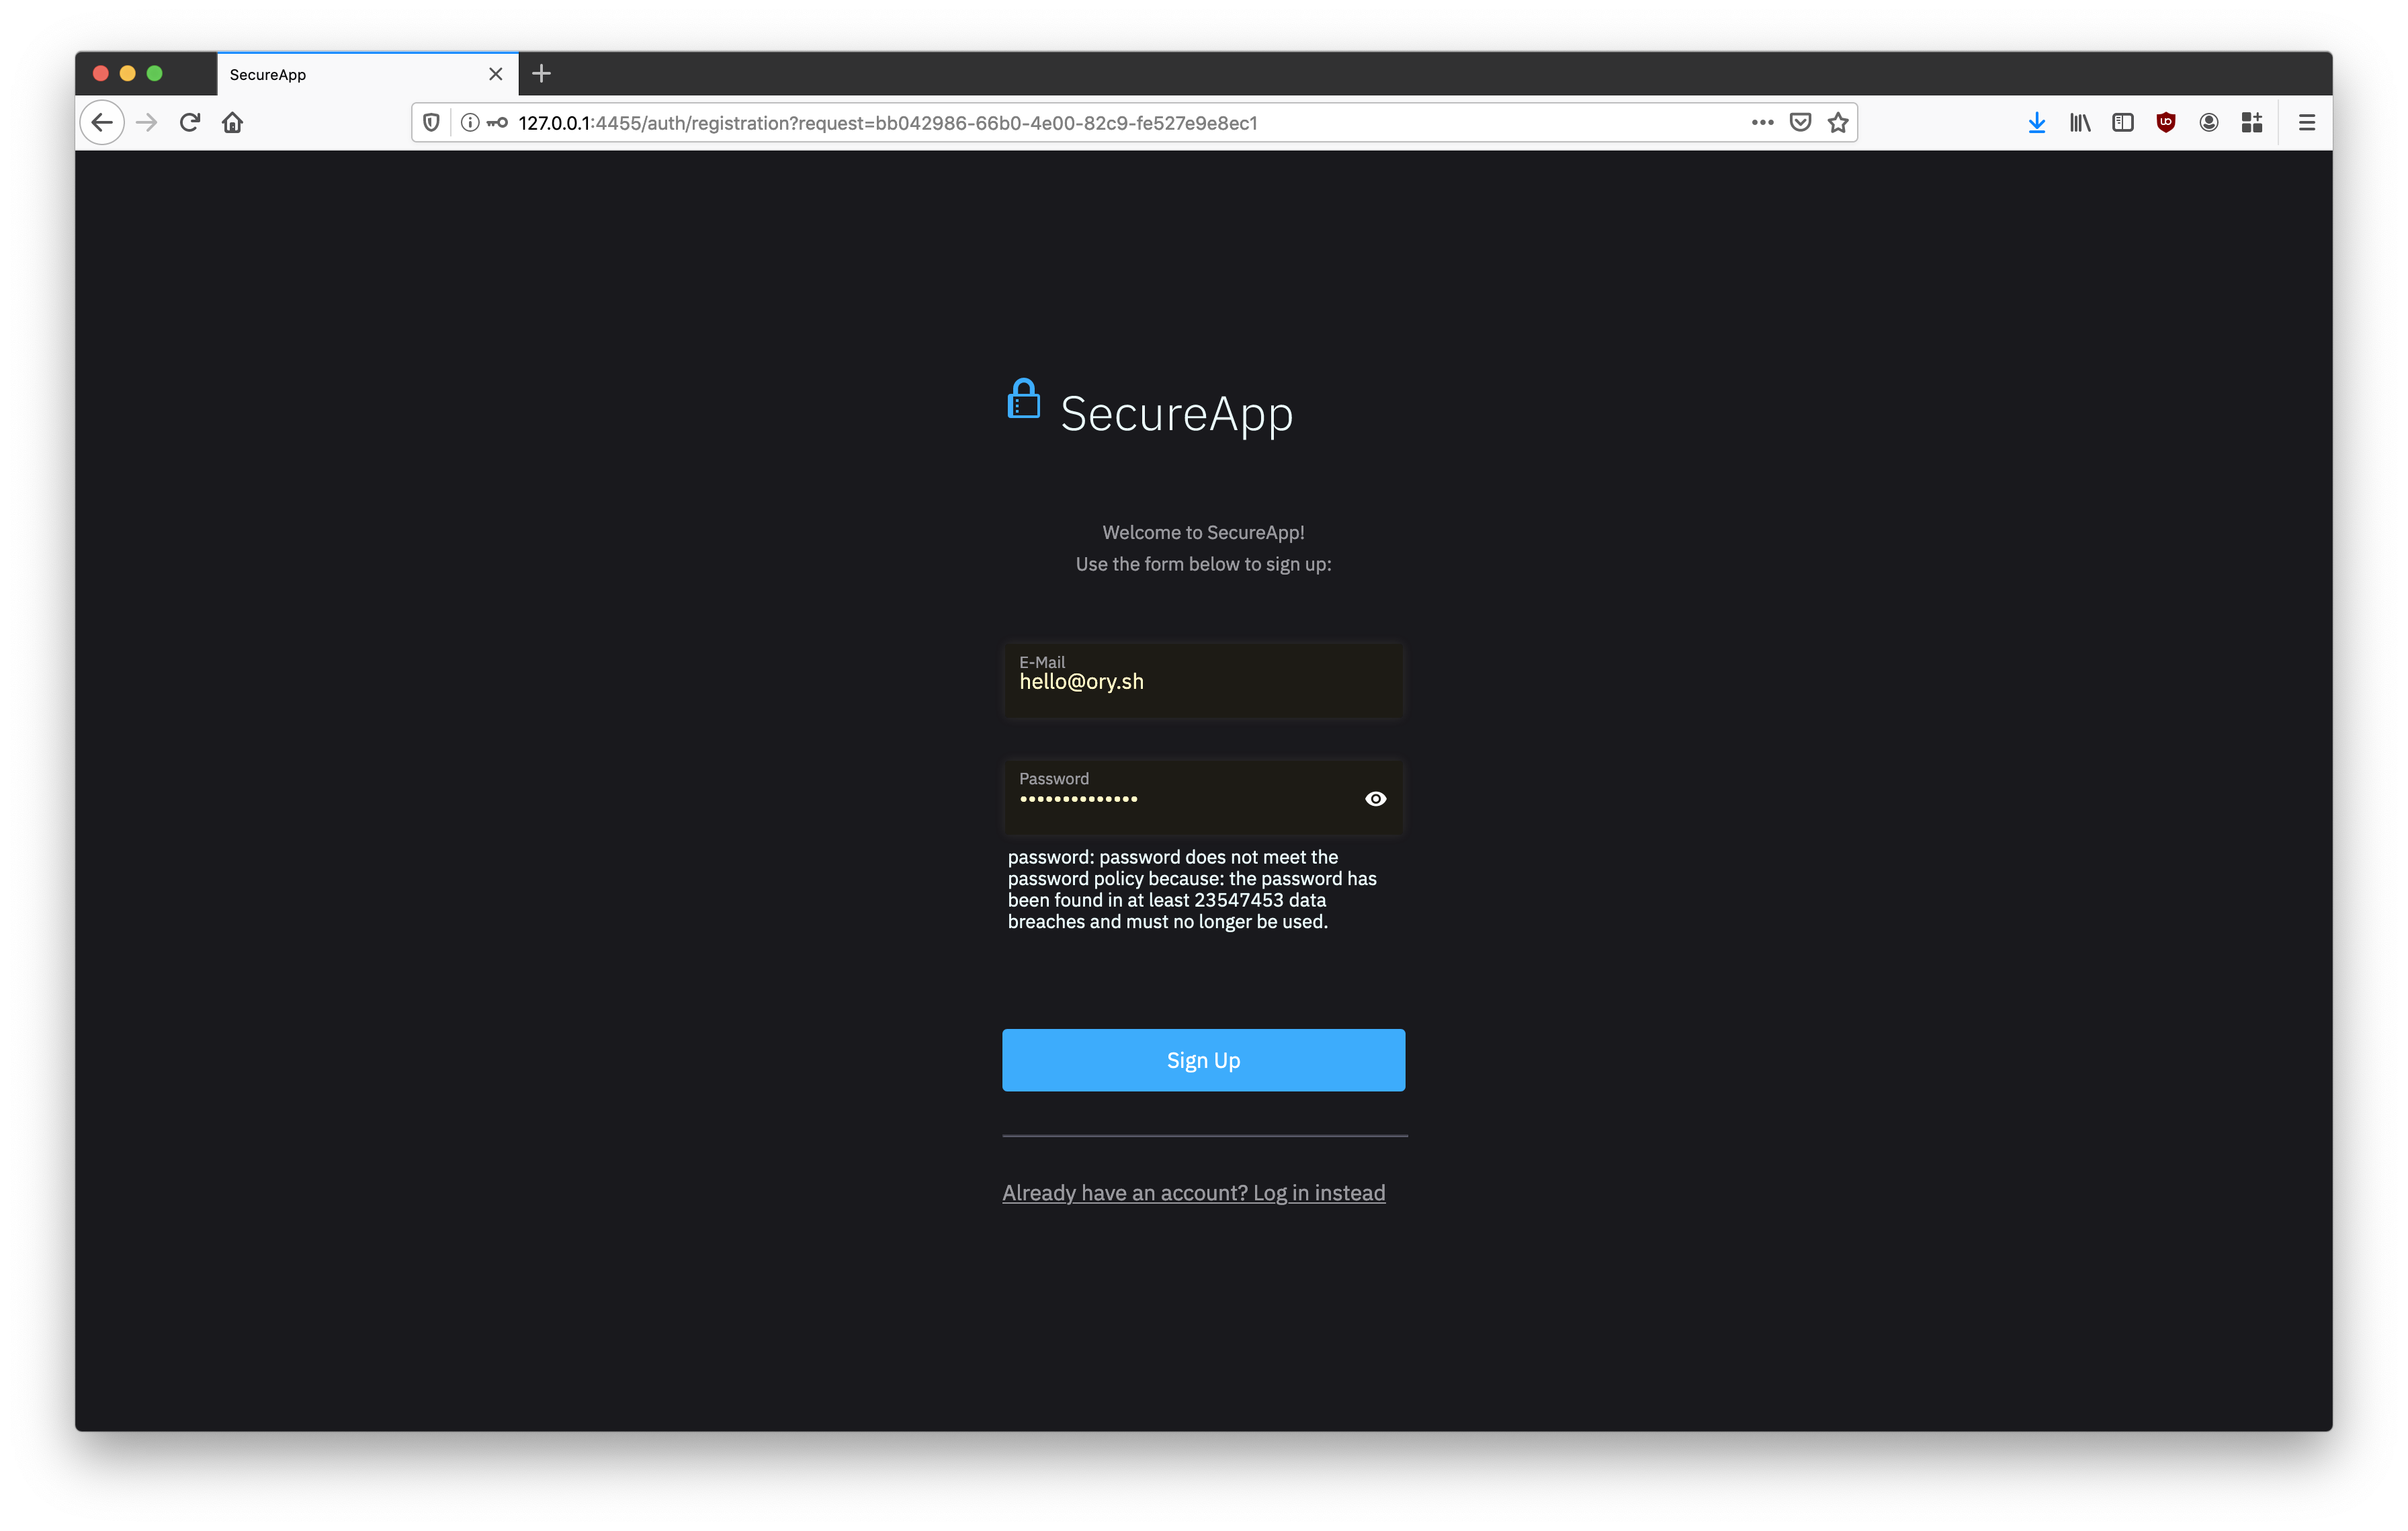 SecureApp
127.0.0.1:4455/auth/registration?request=bb042986-66b0-4e00-82c9-fe527e9e8ec1
SecureApp
Welcome to SecureApp!
Use the form below to sign up:
E-Mail
hello@ory.sh
Password
password: password does not meet the
password policy because: the password has
been found in at least 23547453 data
breaches and must no longer be used.
Sign Up
Already have an account? Log in instead